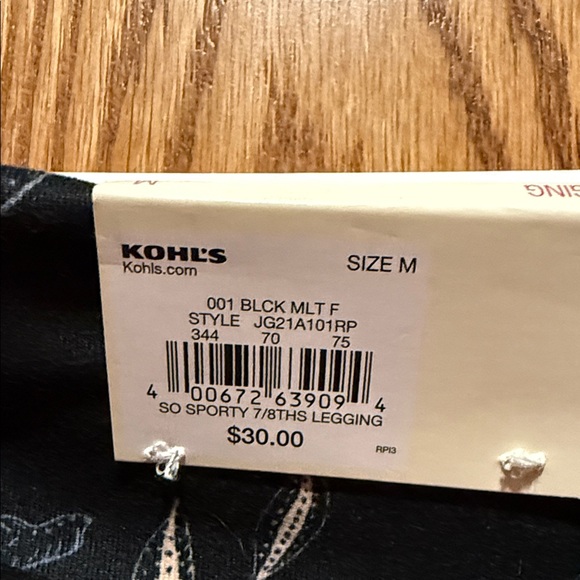 GING
KOHL'S
Kohls.com
SIZE M
001 BLCK MLT F
STYLE JG21A101RP
344 70 75
4 00672 63909 4
SO SPORTY 7/8THS LEGGING
$30.00
RPI3